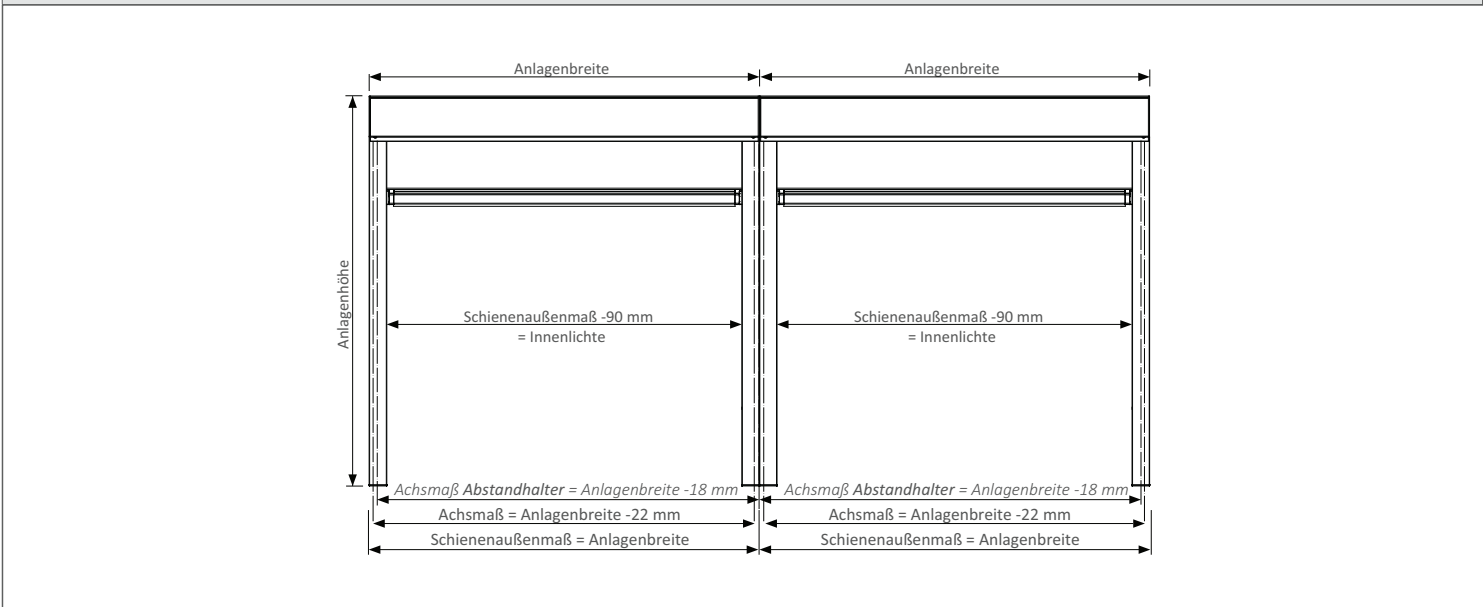 Anlagenbreite Anlagenbreite
Anlagenhöhe
Schienenaußenmaß -90 mm Schienenaußenmaß -90 mm
= Innenlichte = Innenlichte
Achsmaß Abstandhalter = Anlagenbreite -18 mm Achsmaß Abstandhalter = Anlagenbreite -18 mm
Achsmaß = Anlagenbreite -22 mm Achsmaß = Anlagenbreite -22 mm
Schienenaußenmaß = Anlagenbreite Schienenaußenmaß = Anlagenbreite